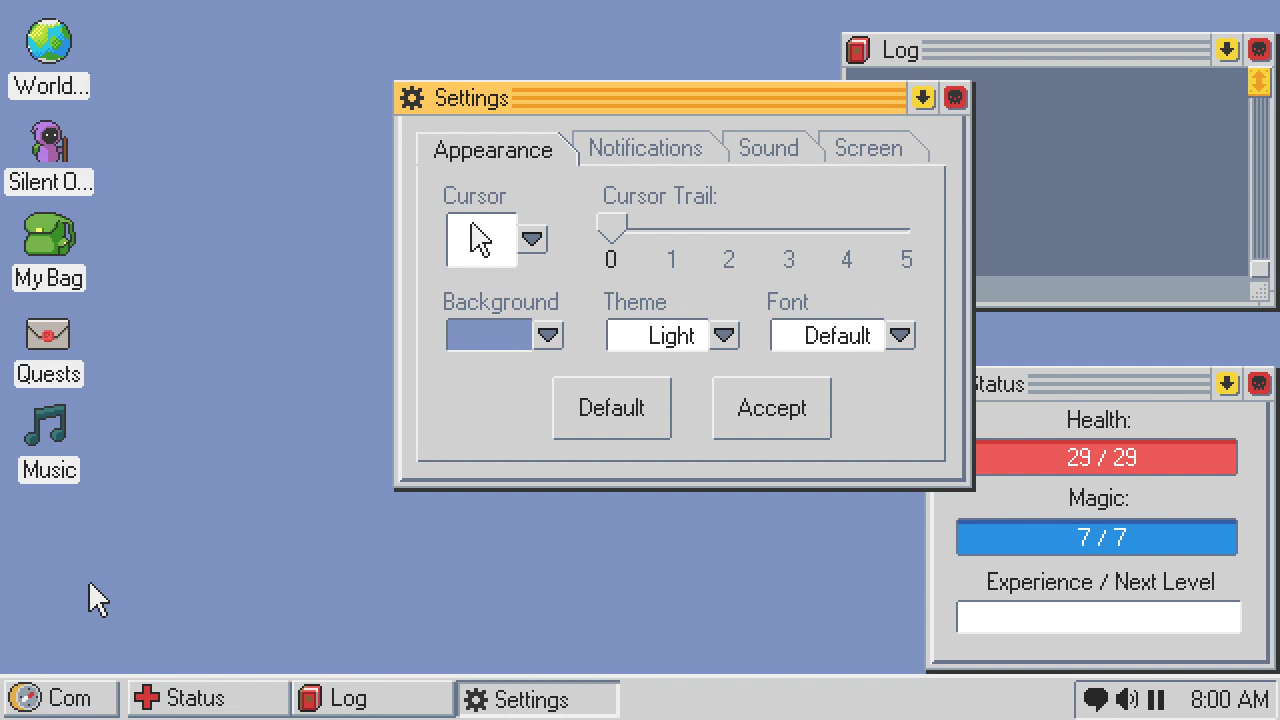 World...
Silent O...
My Bag
Quests
Music
Log
Settings
Appearance
Notifications
Sound
Screen
Cursor
Cursor Trail:
0 1 2 3 4 5
Background
Theme
Font
Light
Default
Default
Accept
Status
Health:
29 / 29
Magic:
7 / 7
Experience / Next Level
Com
Status
Log
Settings
8:00 AM